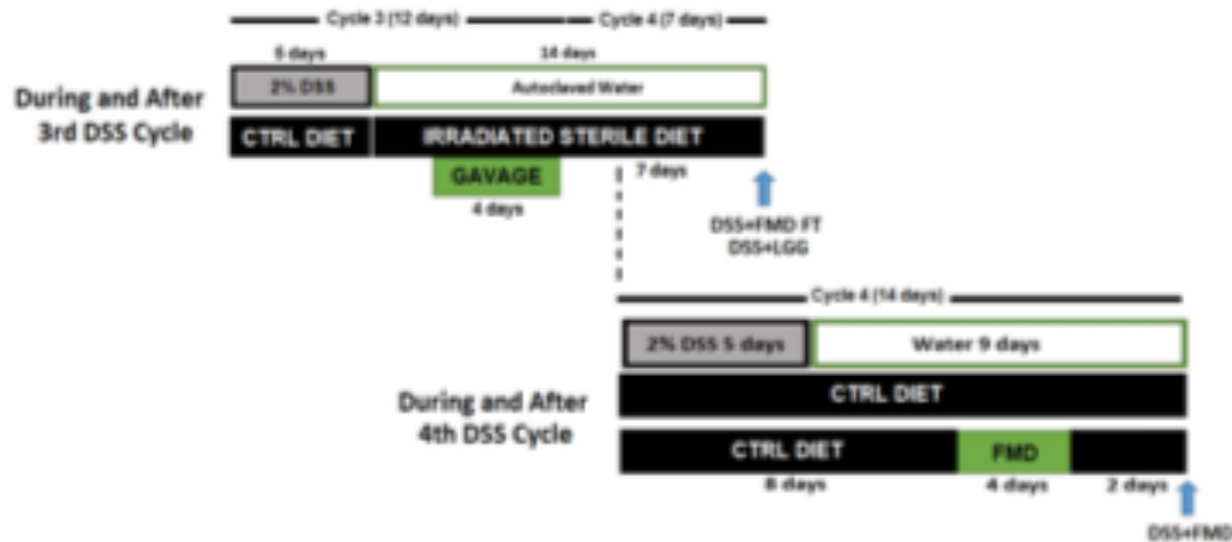 Cycle 3 (12 days) Cycle 4 (7 days)
5 days 14 days
2% DSS Autoclaved Water
During and After
3rd DSS Cycle
CTRL DIET IRRADIATED STERILE DIET
GAVAGE 7 days
4 days
DSS+FMD FT
DSS+LGG
Cycle 4 (14 days)
2% DSS 5 days Water 9 days
CTRL DIET
During and After
4th DSS Cycle
CTRL DIET FMD
8 days 4 days 2 days
DSS+FMD